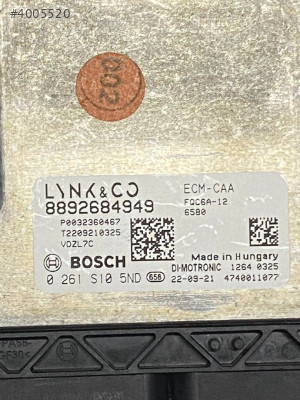 #4005520
002
LYNK&CO
ECM-CAA
8892684949
FQC6A-12
6580
P0032360467
T2209210325
VDZL7C
Made in Hungary
BOSCH
DI-MOTRONIC 1264 0325
0 261 S10 5ND 658 22-09-21 4740011077